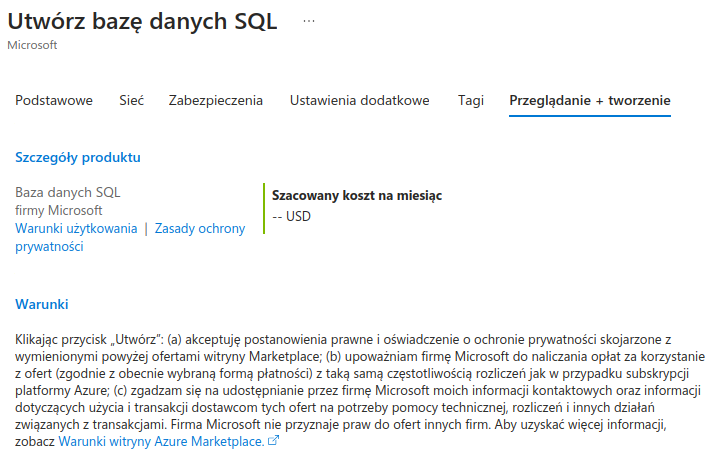 Utwórz bazę danych SQL ...
Microsoft
Podstawowe Sieć Zabezpieczenia Ustawienia dodatkowe Tagi Przeglądanie + tworzenie
Szczegóły produktu
Baza danych SQL
firmy Microsoft
Warunki użytkowania | Zasady ochrony
prywatności
Szacowany koszt na miesiąc
-- USD
Warunki
Klikając przycisk „Utwórz”: (a) akceptuję postanowienia prawne i oświadczenie o ochronie prywatności skojarzone z
wymienionymi powyżej ofertami witryny Marketplace; (b) upoważniam firmę Microsoft do naliczania opłat za korzystanie
z ofert (zgodnie z obecnie wybraną formą płatności) z taką samą częstotliwością rozliczeń jak w przypadku subskrypcji
platformy Azure; (c) zgadzam się na udostępnianie przez firmę Microsoft moich informacji kontaktowych oraz informacji
dotyczących użycia i transakcji dostawcom tych ofert na potrzeby pomocy technicznej, rozliczeń i innych działań
związanych z transakcjami. Firma Microsoft nie przyznaje praw do ofert innych firm. Aby uzyskać więcej informacji,
zobacz Warunki witryny Azure Marketplace.